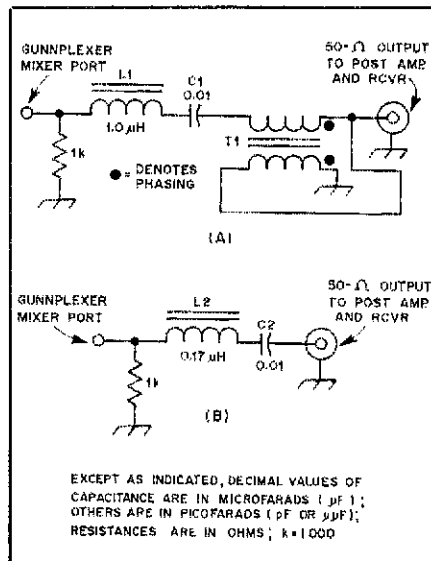 GUNNPLEXER
MIXER PORT
L1
1.0 µH
C1
0.01
50-Ω OUTPUT
TO POST AMP
AND RCVR
1k
T1
● = DENOTES
PHASING
(A)
GUNNPLEXER
MIXER PORT
L2
0.17 µH
C2
0.01
50-Ω OUTPUT
TO POST AMP
AND RCVR
1k
(B)
EXCEPT AS INDICATED, DECIMAL VALUES OF
CAPACITANCE ARE IN MICROFARADS ( µF );
OTHERS ARE IN PICOFARADS ( pF OR µµF);
RESISTANCES ARE IN OHMS; k=1000